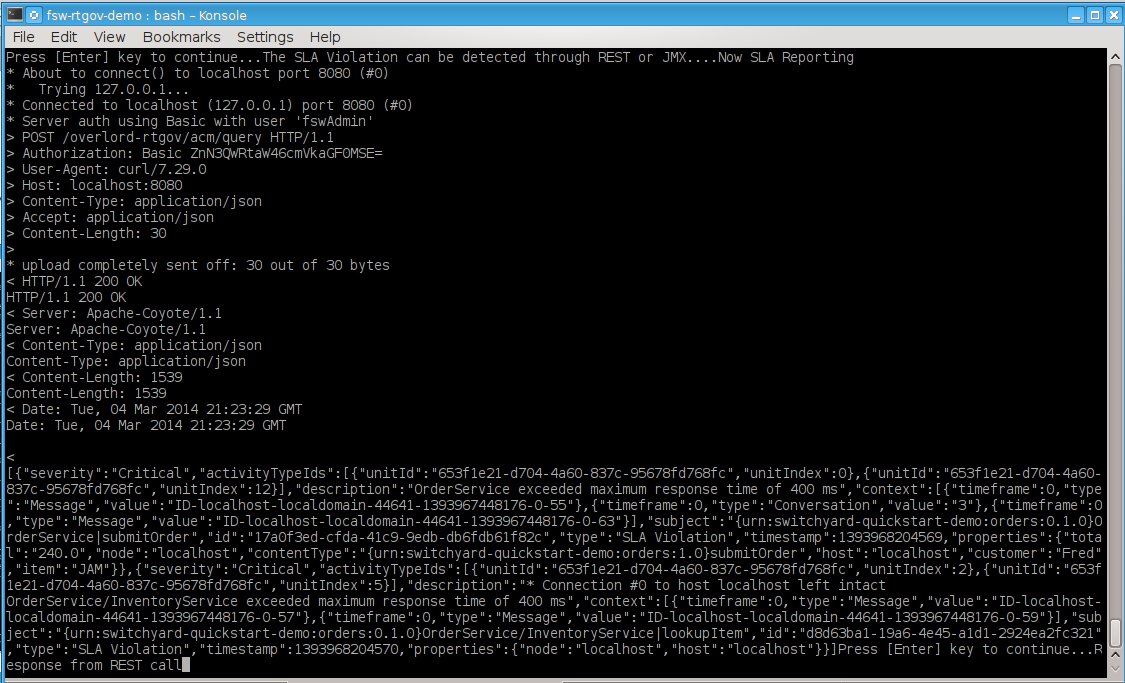 fsw-rtgov-demo : bash – Konsole
File Edit View Bookmarks Settings Help
Press [Enter] key to continue...The SLA Violation can be detected through REST or JMX....Now SLA Reporting
* About to connect() to localhost port 8080 (#0)
*   Trying 127.0.0.1...
* Connected to localhost (127.0.0.1) port 8080 (#0)
* Server auth using Basic with user 'fswAdmin'
> POST /overlord-rtgov/acm/query HTTP/1.1
> Authorization: Basic ZnN3QWRtaW46cmVkaGF0MSE=
> User-Agent: curl/7.29.0
> Host: localhost:8080
> Content-Type: application/json
> Accept: application/json
> Content-Length: 30
>
* upload completely sent off: 30 out of 30 bytes
< HTTP/1.1 200 OK
HTTP/1.1 200 OK
< Server: Apache-Coyote/1.1
Server: Apache-Coyote/1.1
< Content-Type: application/json
Content-Type: application/json
< Content-Length: 1539
Content-Length: 1539
< Date: Tue, 04 Mar 2014 21:23:29 GMT
Date: Tue, 04 Mar 2014 21:23:29 GMT
<
[{"severity":"Critical","activityTypeIds":[{"unitId":"653f1e21-d704-4a60-837c-95678fd768fc","unitIndex":0},{"unitId":"653f1e21-d704-4a60-
837c-95678fd768fc","unitIndex":12}],"description":"OrderService exceeded maximum response time of 400 ms","context":[{"timeframe":0,"type
":"Message","value":"ID-localhost-localdomain-44641-1393967448176-0-55"},{"timeframe":0,"type":"Conversation","value":"3"},{"timeframe":0
,"type":"Message","value":"ID-localhost-localdomain-44641-1393967448176-0-63"}],"subject":"{urn:switchyard-quickstart-demo:orders:0.1.0}O
rderService|submitOrder","id":"17a0f3ed-cfda-41c9-9edb-db6fdb61f82c","type":"SLA Violation","timestamp":1393968204569,"properties":{"tota
l":"240.0","node":"localhost","contentType":"{urn:switchyard-quickstart-demo:orders:1.0}submitOrder","host":"localhost","customer":"Fred"
,"item":"JAM"}},{"severity":"Critical","activityTypeIds":[{"unitId":"653f1e21-d704-4a60-837c-95678fd768fc","unitIndex":2},{"unitId":"653f
1e21-d704-4a60-837c-95678fd768fc","unitIndex":5}],"description":"* Connection #0 to host localhost left intact
OrderService/InventoryService exceeded maximum response time of 400 ms","context":[{"timeframe":0,"type":"Message","value":"ID-localhost-
localdomain-44641-1393967448176-0-57"},{"timeframe":0,"type":"Message","value":"ID-localhost-localdomain-44641-1393967448176-0-59"}],"sub
ject":"{urn:switchyard-quickstart-demo:orders:0.1.0}OrderService/InventoryService|lookupItem","id":"d8d63ba1-19a6-4e45-a1d1-2924ea2fc321"
,"type":"SLA Violation","timestamp":1393968204570,"properties":{"node":"localhost","host":"localhost"}}]Press [Enter] key to continue...R
esponse from REST call